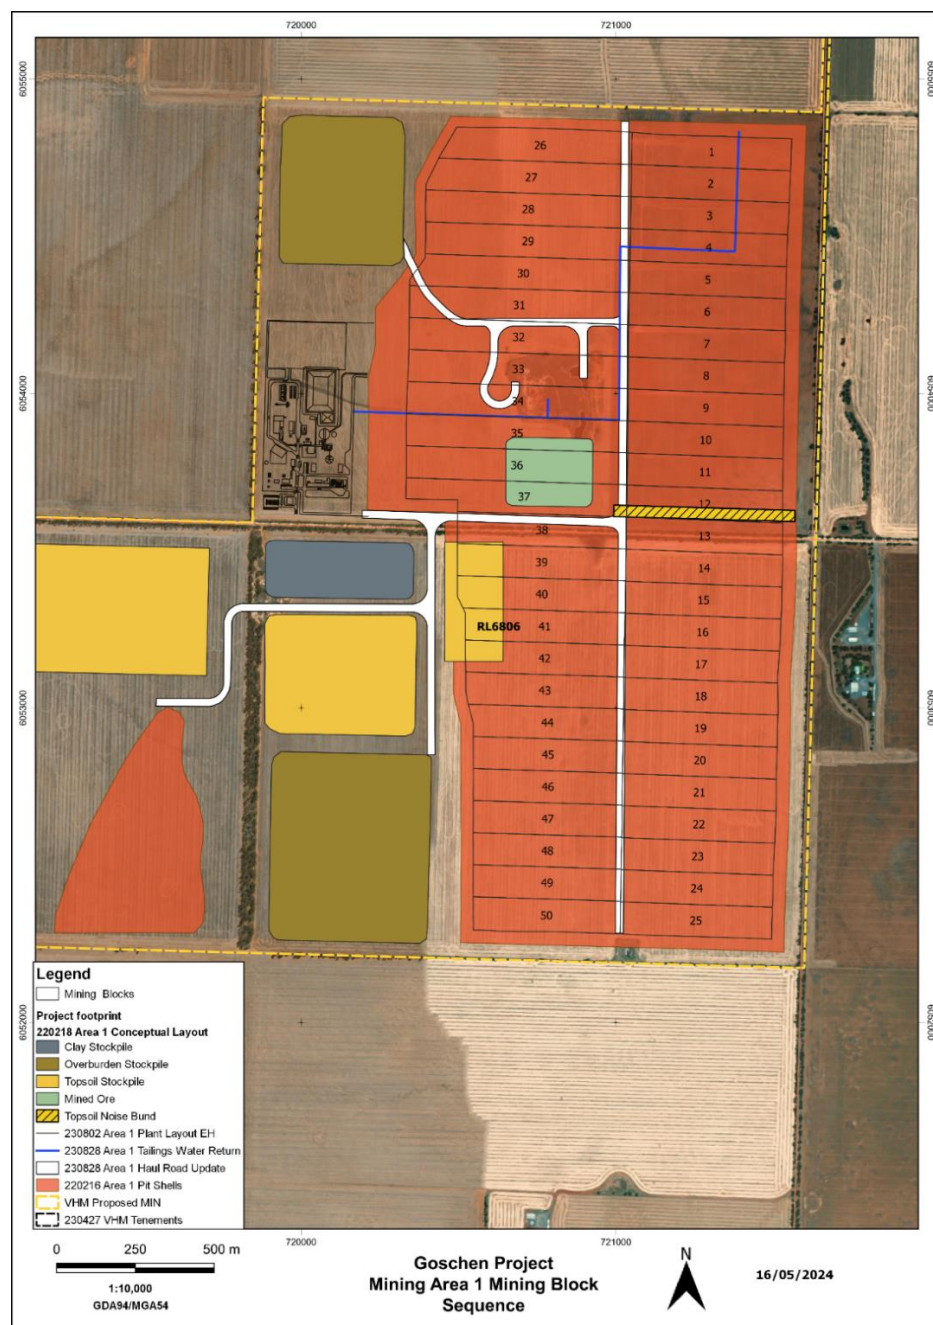 720000
721000
6055000
6055000
26
1
27
2
28
3
29
4
30
5
31
6
32
7
33
8
6054000
6054000
34
9
35
10
36
11
37
12
38
13
39
14
40
15
RL6806
41
16
42
17
43
18
6053000
6053000
44
19
45
20
46
21
47
22
48
23
49
24
50
25
Legend
Mining Blocks
Project footprint
220218 Area 1 Conceptual Layout
Clay Stockpile
Overburden Stockpile
Topsoil Stockpile
Mined Ore
Topsoil Noise Bund
230802 Area 1 Plant Layout EH
230828 Area 1 Tailings Water Return
230828 Area 1 Haul Road Update
220216 Area 1 Pit Shells
VHM Proposed MIN
230427 VHM Tenements
6052000
720000
721000
0 250 500 m
1:10,000
GDA94/MGA54
Goschen Project
Mining Area 1 Mining Block
Sequence
N
16/05/2024